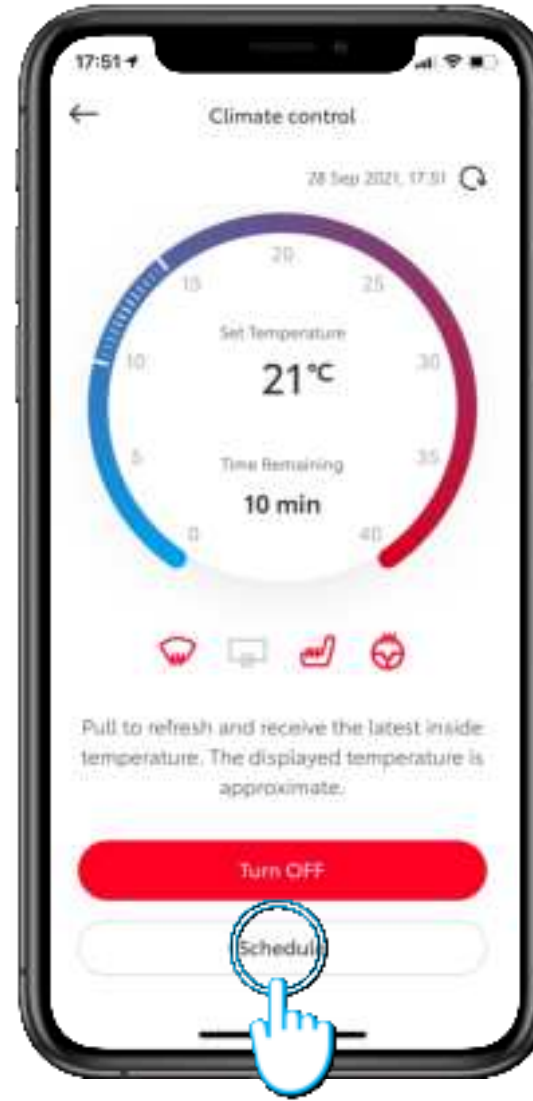 17:51
Climate control
28 Sep 2021, 17:51
20
15
25
Set Temperature
10
21°C
30
5
Time Remaining
35
10 min
0
40
Pull to refresh and receive the latest inside
temperature. The displayed temperature is
approximate.
Turn OFF
Schedule